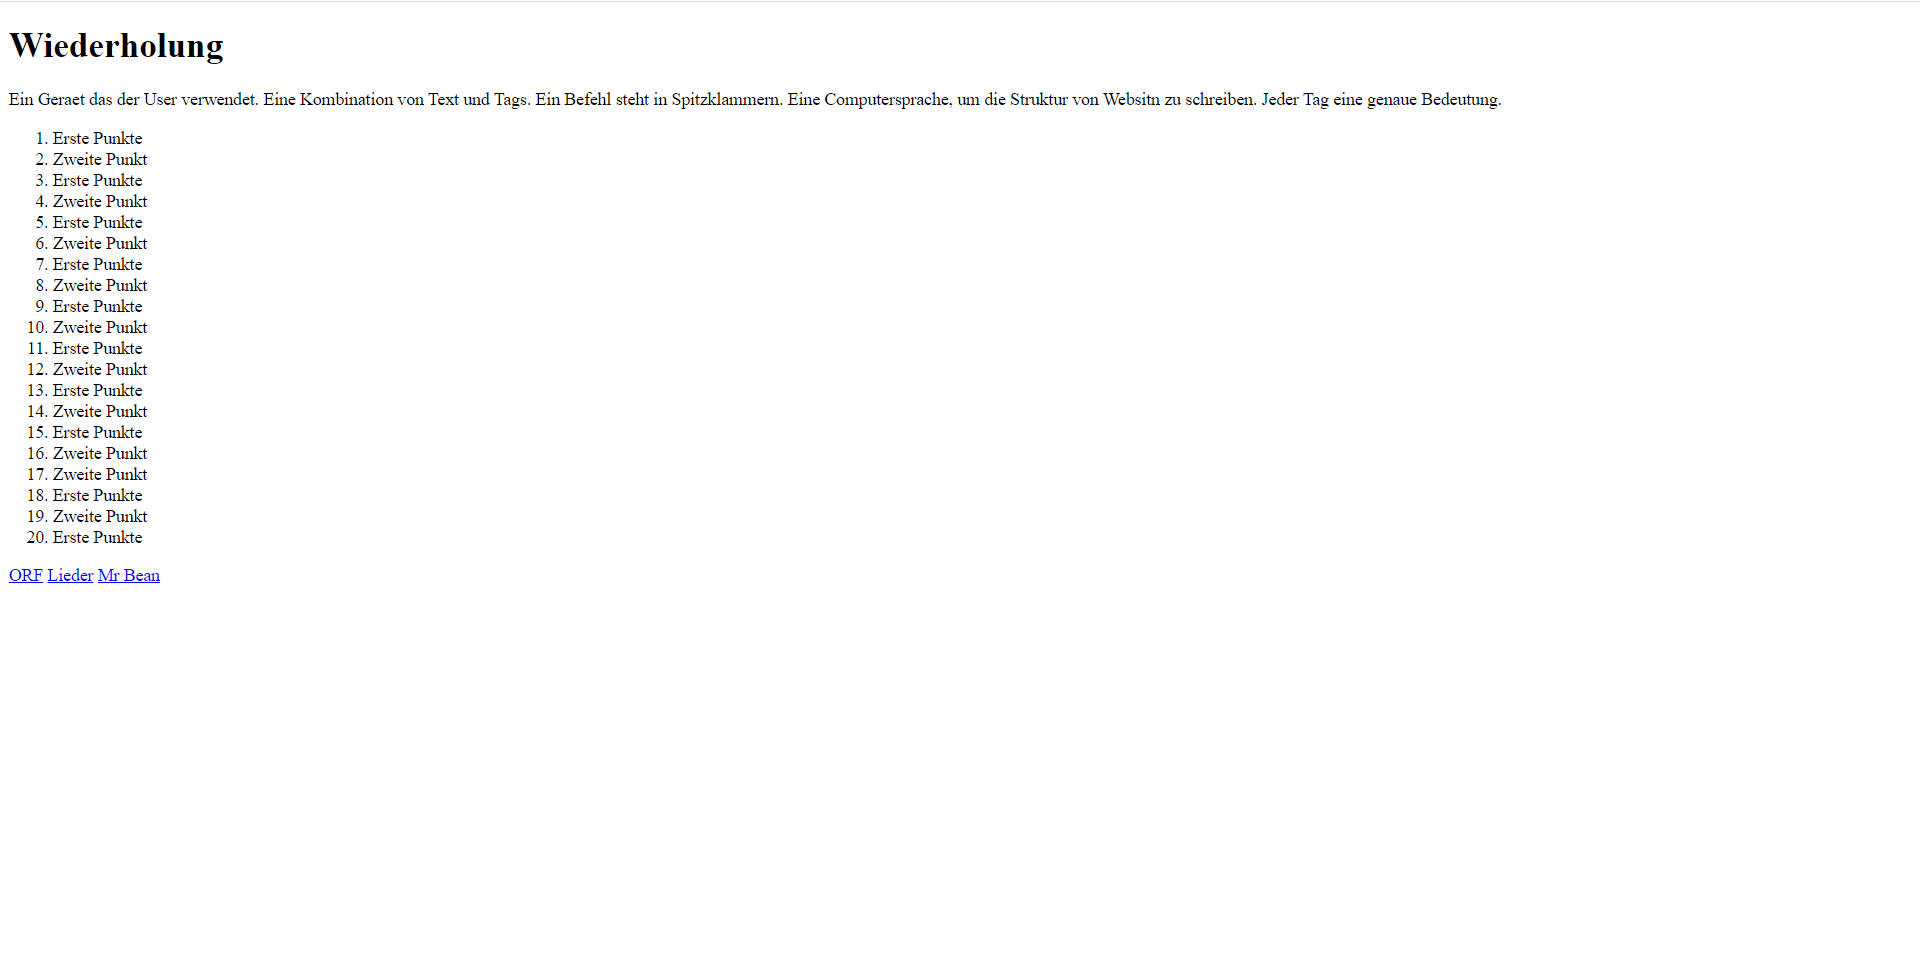 Wiederholung
Ein Geraet das der User verwendet. Eine Kombination von Text und Tags. Ein Befehl steht in Spitzklammern. Eine Computersprache, um die Struktur von Websitn zu schreiben. Jeder Tag eine genaue Bedeutung.
1. Erste Punkte
2. Zweite Punkt
3. Erste Punkte
4. Zweite Punkt
5. Erste Punkte
6. Zweite Punkt
7. Erste Punkte
8. Zweite Punkt
9. Erste Punkte
10. Zweite Punkt
11. Erste Punkte
12. Zweite Punkt
13. Erste Punkte
14. Zweite Punkt
15. Erste Punkte
16. Zweite Punkt
17. Zweite Punkt
18. Erste Punkte
19. Zweite Punkt
20. Erste Punkte
ORF Lieder Mr Bean